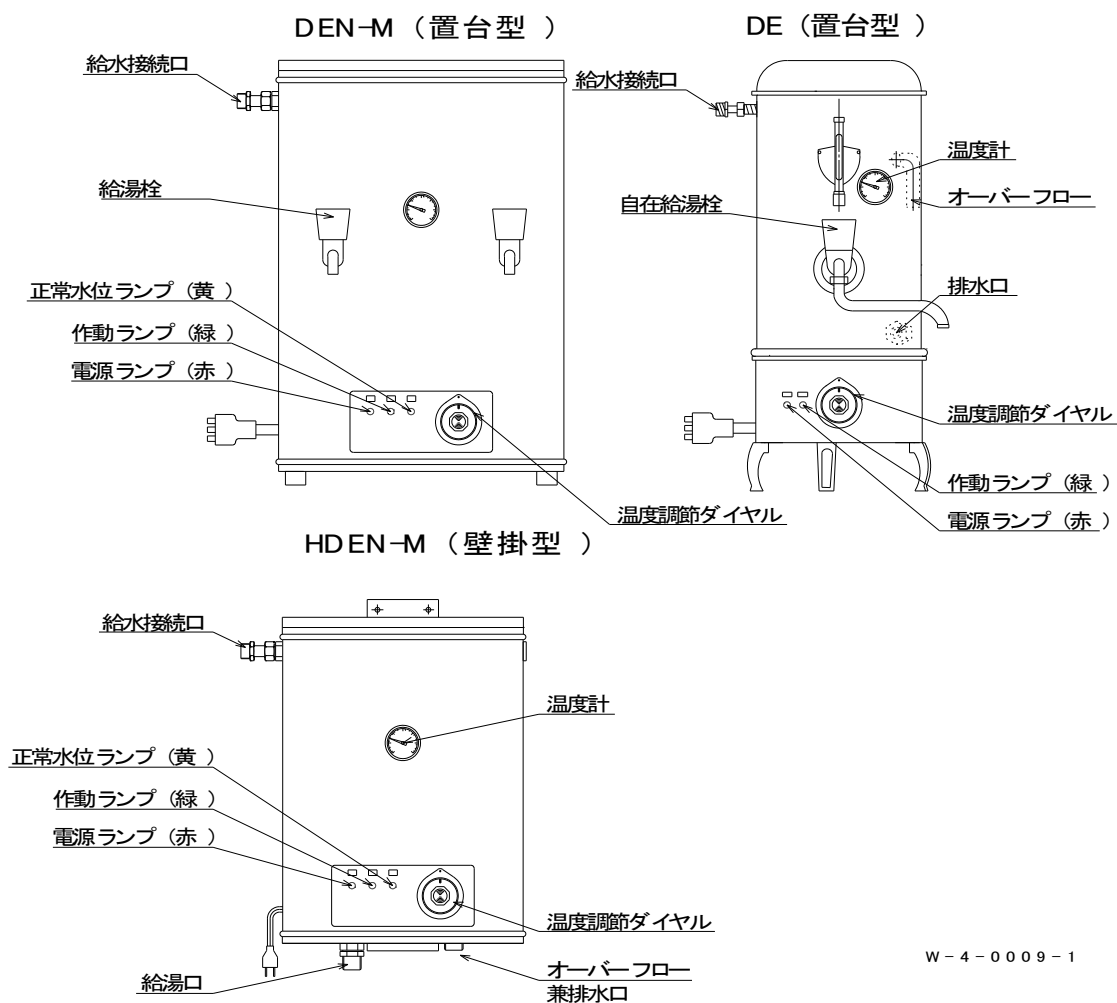 DEN-M（置台型）
給水接続口
給湯栓
正常水位ランプ（黄）
作動ランプ（緑）
電源ランプ（赤）
温度調節ダイヤル
DE（置台型）
給水接続口
温度計
オーバーフロー
自在給湯栓
排水口
温度調節ダイヤル
作動ランプ（緑）
電源ランプ（赤）
HDEN-M（壁掛型）
給水接続口
温度計
正常水位ランプ（黄）
作動ランプ（緑）
電源ランプ（赤）
温度調節ダイヤル
給湯口
オーバーフロー
兼排水口
W-4-0009-1